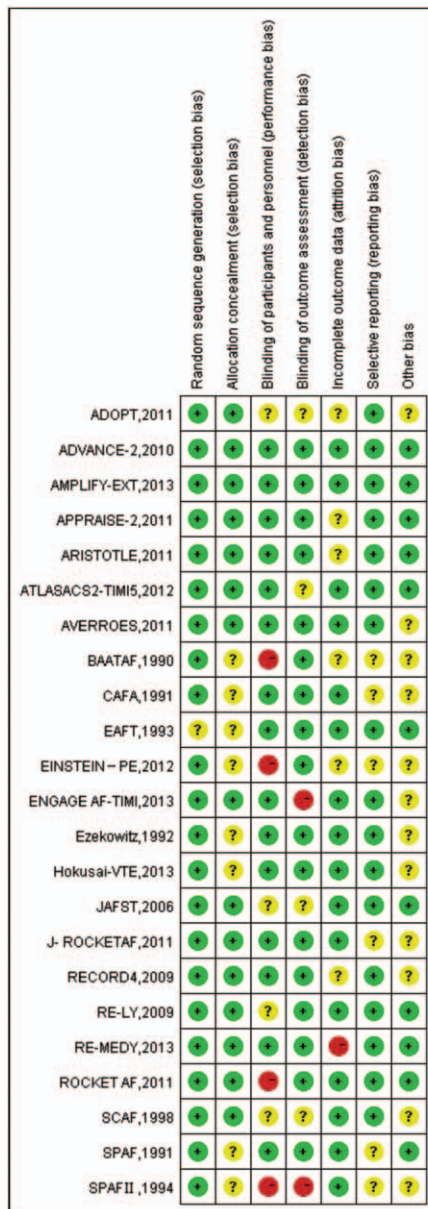 Random sequence generation (selection bias)
Allocation concealment (selection bias)
Blinding of participants and personnel (performance bias)
Blinding of outcome assessment (detection bias)
Incomplete outcome data (attrition bias)
Selective reporting (reporting bias)
Other bias
ADOPT,2011 + + ? ? ? + ?
ADVANCE-2,2010 + + + + + + +
AMPLIFY-EXT,2013 + + + + + + +
APPRAISE-2,2011 + + + + ? + +
ARISTOTLE,2011 + + + + ? + +
ATLASACS2-TIMI5,2012 + + + ? + + +
AVERROES,2011 + + + + + + ?
BAATAF,1990 + ? - + ? ? ?
CAFA,1991 + ? + + + ? ?
EAFT,1993 ? ? + + + + +
EINSTEIN–PE,2012 + ? - + ? ? ?
ENGAGE AF-TIMI,2013 + + + - + + ?
Ezekowitz,1992 + ? + + + + ?
Hokusai-VTE,2013 + ? + + + + ?
JAFST,2006 + + ? ? + + +
J- ROCKETAF,2011 + + + + + ? ?
RECORD4,2009 + + + + ? + ?
RE-LY,2009 + + ? + + + +
RE-MEDY,2013 + + + + - + +
ROCKET AF,2011 + + - + + + +
SCAF,1998 + + ? ? + + ?
SPAF,1991 + ? + + + ? +
SPAFII,1994 + ? - - + ? ?